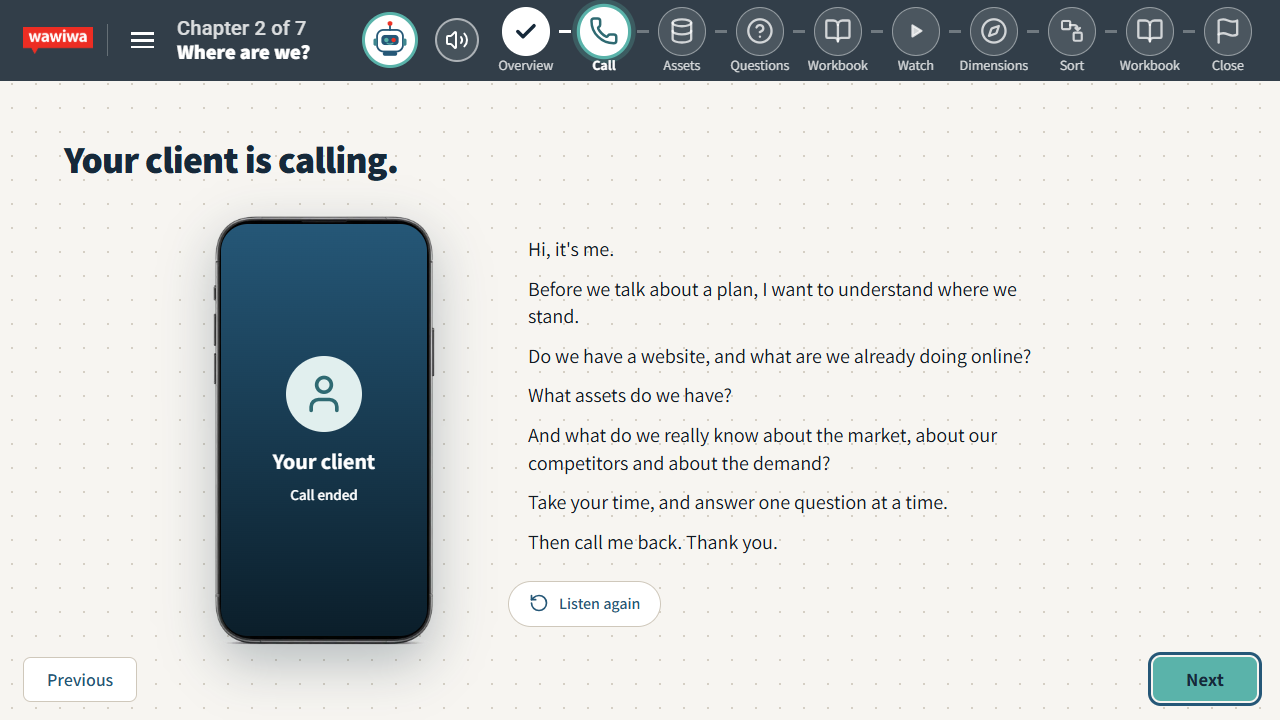 wawiwa
Chapter 2 of 7
Where are we?
Overview
Call
Assets
Questions
Workbook
Watch
Dimensions
Sort
Workbook
Close
Your client is calling.
Your client
Call ended
Hi, it's me.
Before we talk about a plan, I want to understand where we
stand.
Do we have a website, and what are we already doing online?
What assets do we have?
And what do we really know about the market, about our
competitors and about the demand?
Take your time, and answer one question at a time.
Then call me back. Thank you.
Listen again
Previous
Next